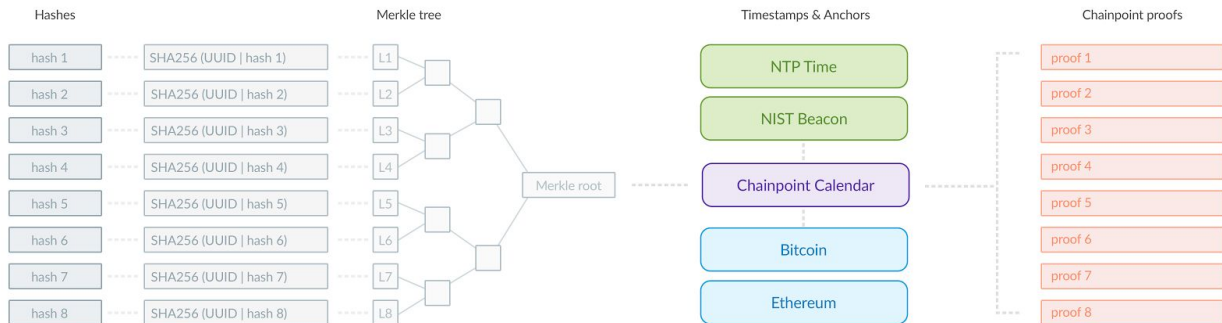 Hashes
Merkle tree
Timestamps & Anchors
Chainpoint proofs
hash 1
SHA256 (UUID | hash 1)
L1
hash 2
SHA256 (UUID | hash 2)
L2
hash 3
SHA256 (UUID | hash 3)
L3
hash 4
SHA256 (UUID | hash 4)
L4
hash 5
SHA256 (UUID | hash 5)
L5
hash 6
SHA256 (UUID | hash 6)
L6
hash 7
SHA256 (UUID | hash 7)
L7
hash 8
SHA256 (UUID | hash 8)
L8
Merkle root
NTP Time
NIST Beacon
Chainpoint Calendar
Bitcoin
Ethereum
proof 1
proof 2
proof 3
proof 4
proof 5
proof 6
proof 7
proof 8